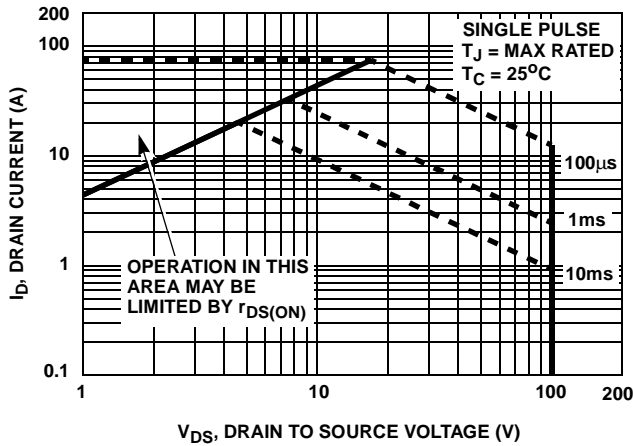 200
100
10
1
0.1
I_D, DRAIN CURRENT (A)
SINGLE PULSE
T_J = MAX RATED
T_C = 25°C
100μs
1ms
10ms
OPERATION IN THIS
AREA MAY BE
LIMITED BY r_DS(ON)
1
10
100
200
V_DS, DRAIN TO SOURCE VOLTAGE (V)